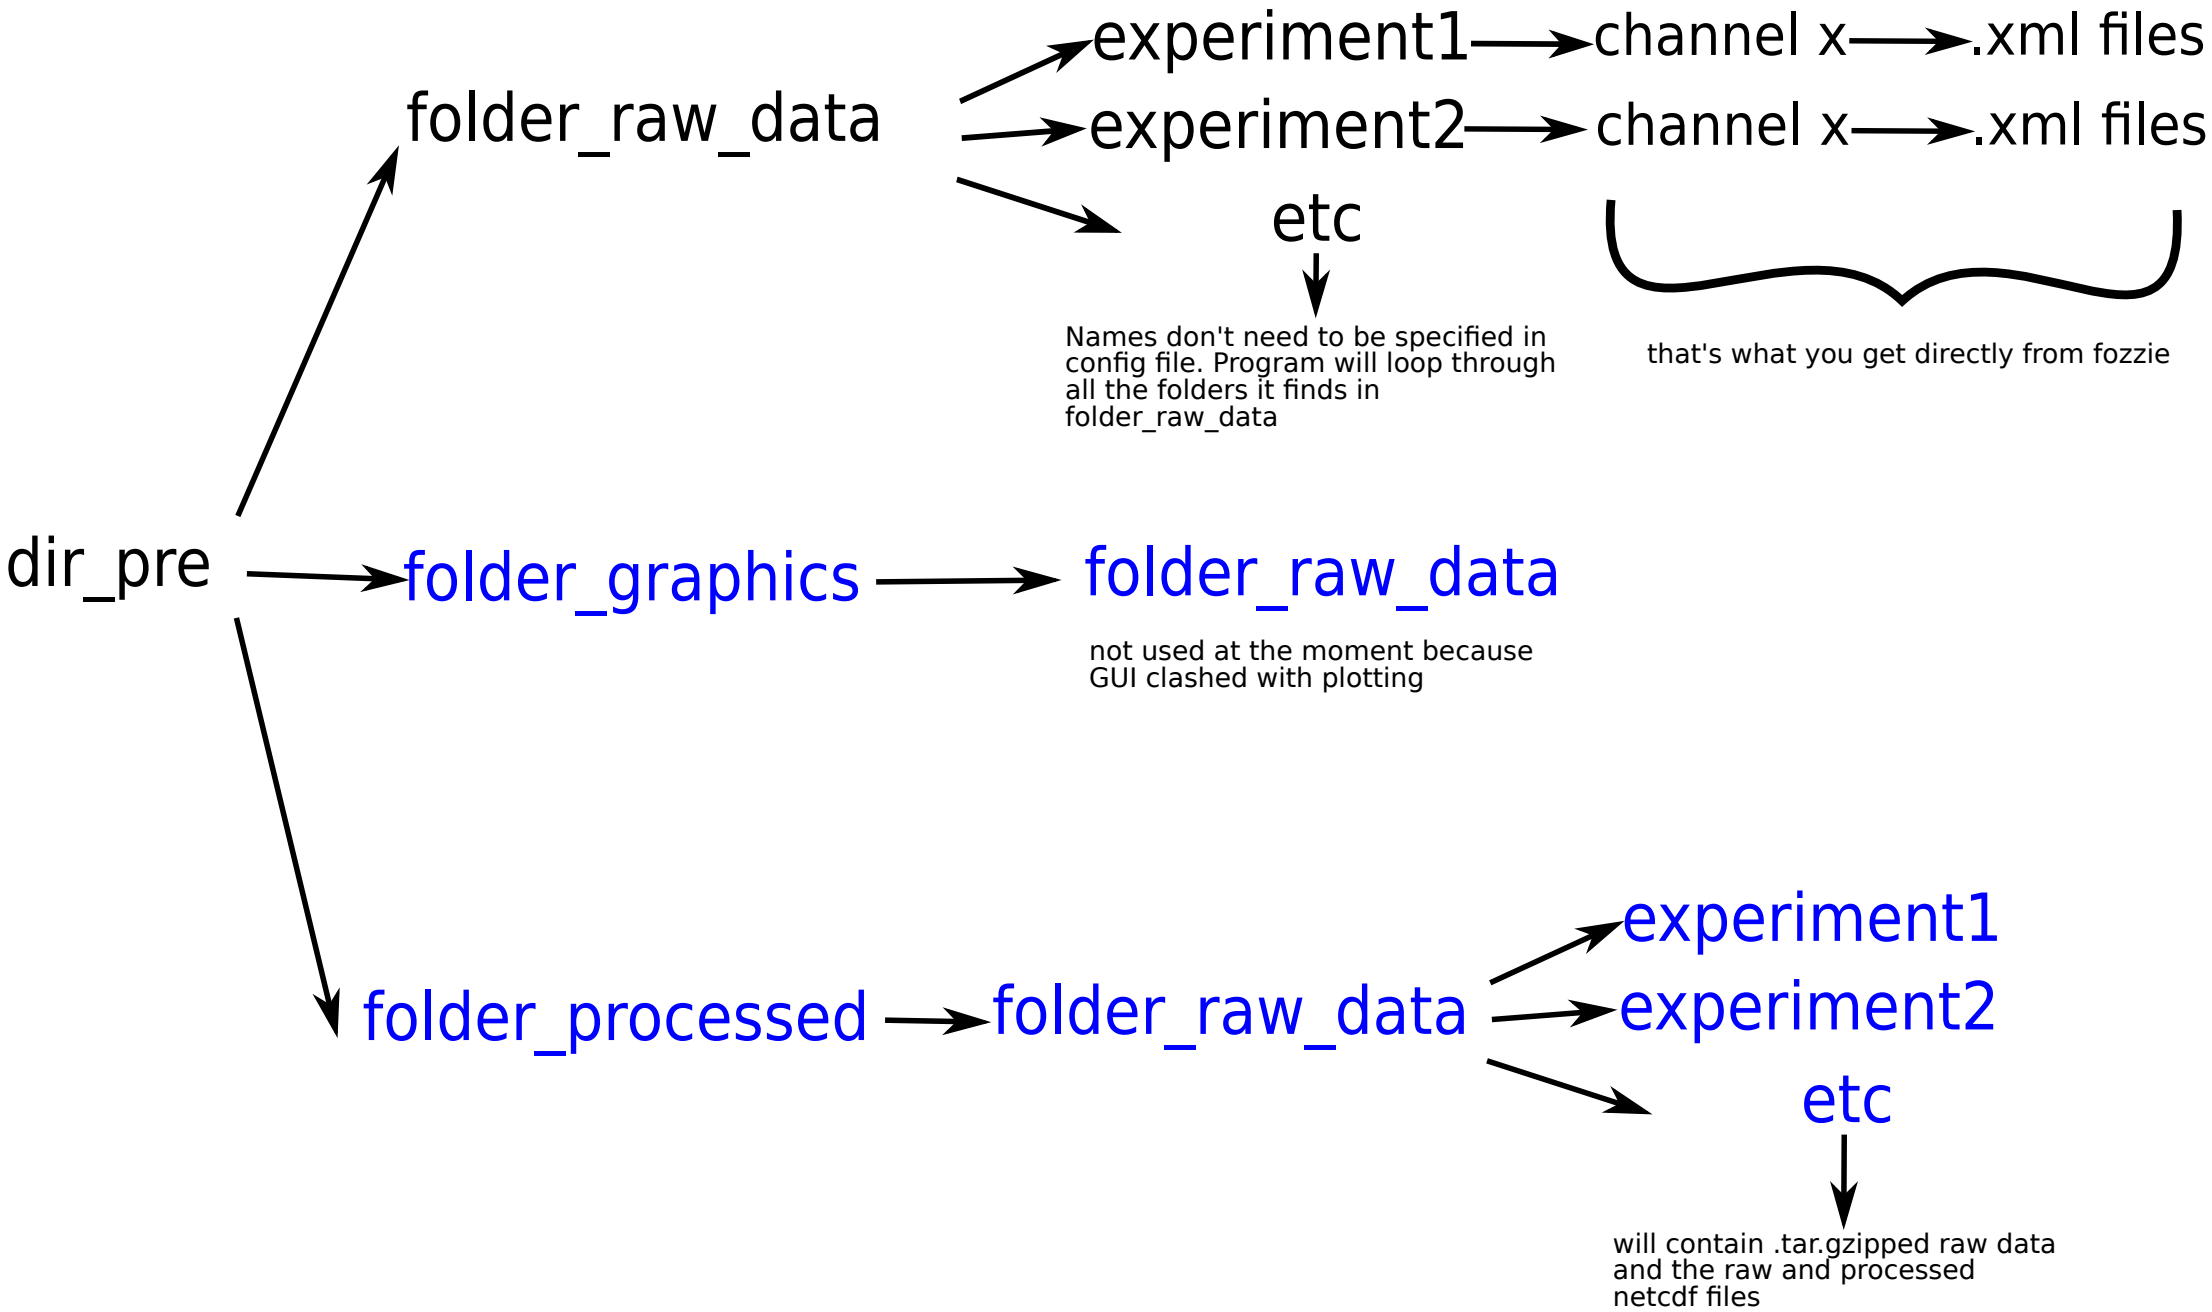 experiment1
channel x
.xml files
folder_raw_data
experiment2
channel x
.xml files
etc
Names don't need to be specified in
config file. Program will loop through
all the folders it finds in
folder_raw_data
that's what you get directly from fozzie
dir_pre
folder_graphics
folder_raw_data
not used at the moment because
GUI clashed with plotting
folder_processed
folder_raw_data
experiment1
experiment2
etc
will contain .tar.gzipped raw data
and the raw and processed
netcdf files